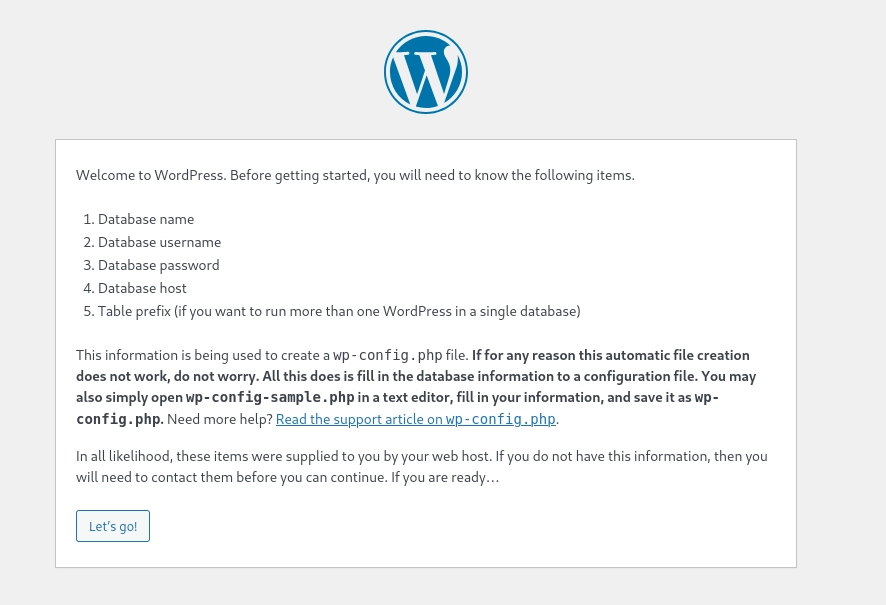 Welcome to WordPress. Before getting started, you will need to know the following items.
1. Database name
2. Database username
3. Database password
4. Database host
5. Table prefix (if you want to run more than one WordPress in a single database)
This information is being used to create a wp-config.php file. If for any reason this automatic file creation
does not work, do not worry. All this does is fill in the database information to a configuration file. You may
also simply open wp-config-sample.php in a text editor, fill in your information, and save it as wp-
config.php. Need more help? Read the support article on wp-config.php.
In all likelihood, these items were supplied to you by your web host. If you do not have this information, then you
will need to contact them before you can continue. If you are ready…
Let’s go!